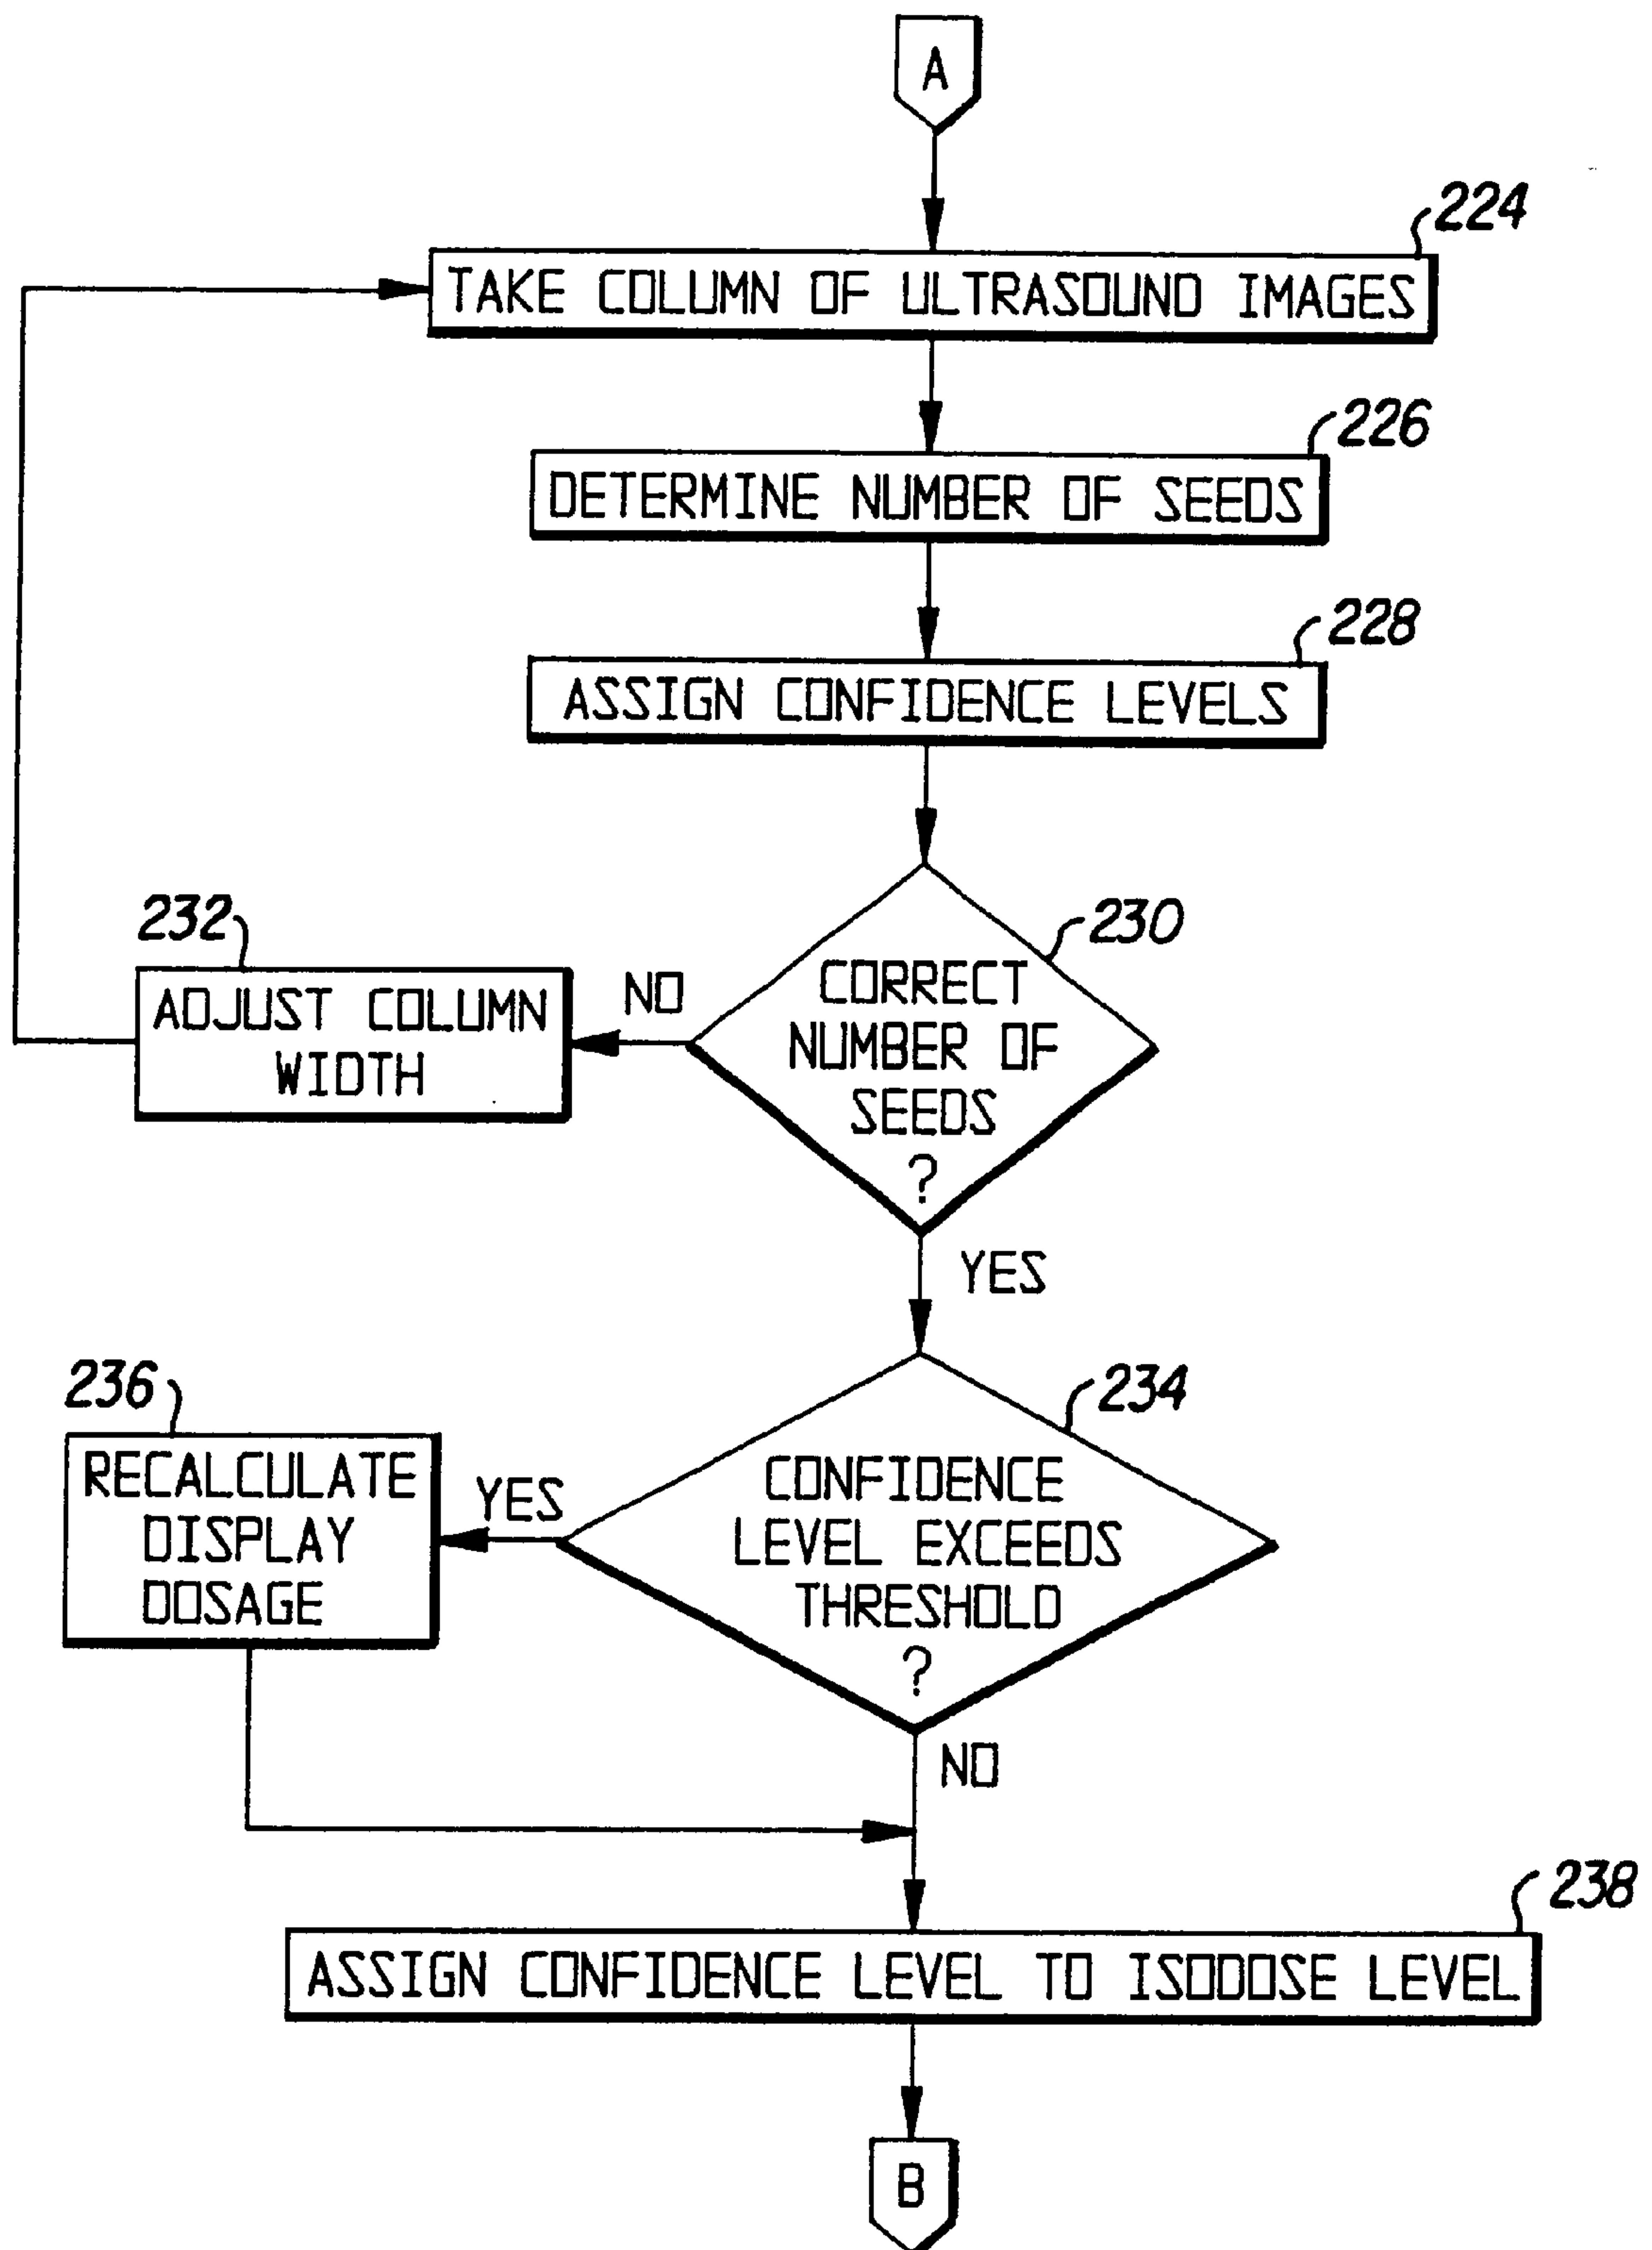 A
224
TAKE COLUMN OF ULTRASOUND IMAGES
226
DETERMINE NUMBER OF SEEDS
228
ASSIGN CONFIDENCE LEVELS
230
CORRECT
NUMBER OF
SEEDS
?
NO
232
ADJUST COLUMN
WIDTH
YES
234
CONFIDENCE
LEVEL EXCEEDS
THRESHOLD
?
YES
236
RECALCULATE
DISPLAY
DOSAGE
NO
238
ASSIGN CONFIDENCE LEVEL TO ISODOSE LEVEL
B